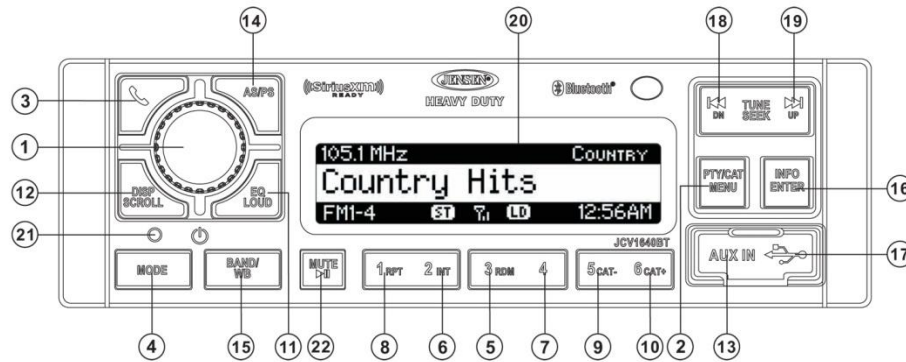 14
20
18
19
3
AS/PS
((SiriusXM))
READY
JENSEN®
HEAVY DUTY
Bluetooth®
DN
TUNE
SEEK
UP
1
105.1 MHz
COUNTRY
Country Hits
FM1-4
ST
LD
12:56AM
12
DISP
SCROLL
EQ
LOUD
2
PTY/CAT
MENU
INFO
ENTER
16
21
JCV1640BT
MODE
BAND/
WB
MUTE
1 RPT
2 INT
3 RDM
4
5 CAT-
6 CAT+
AUX IN
17
4
15
11
22
8
6
5
7
9
10
2
13